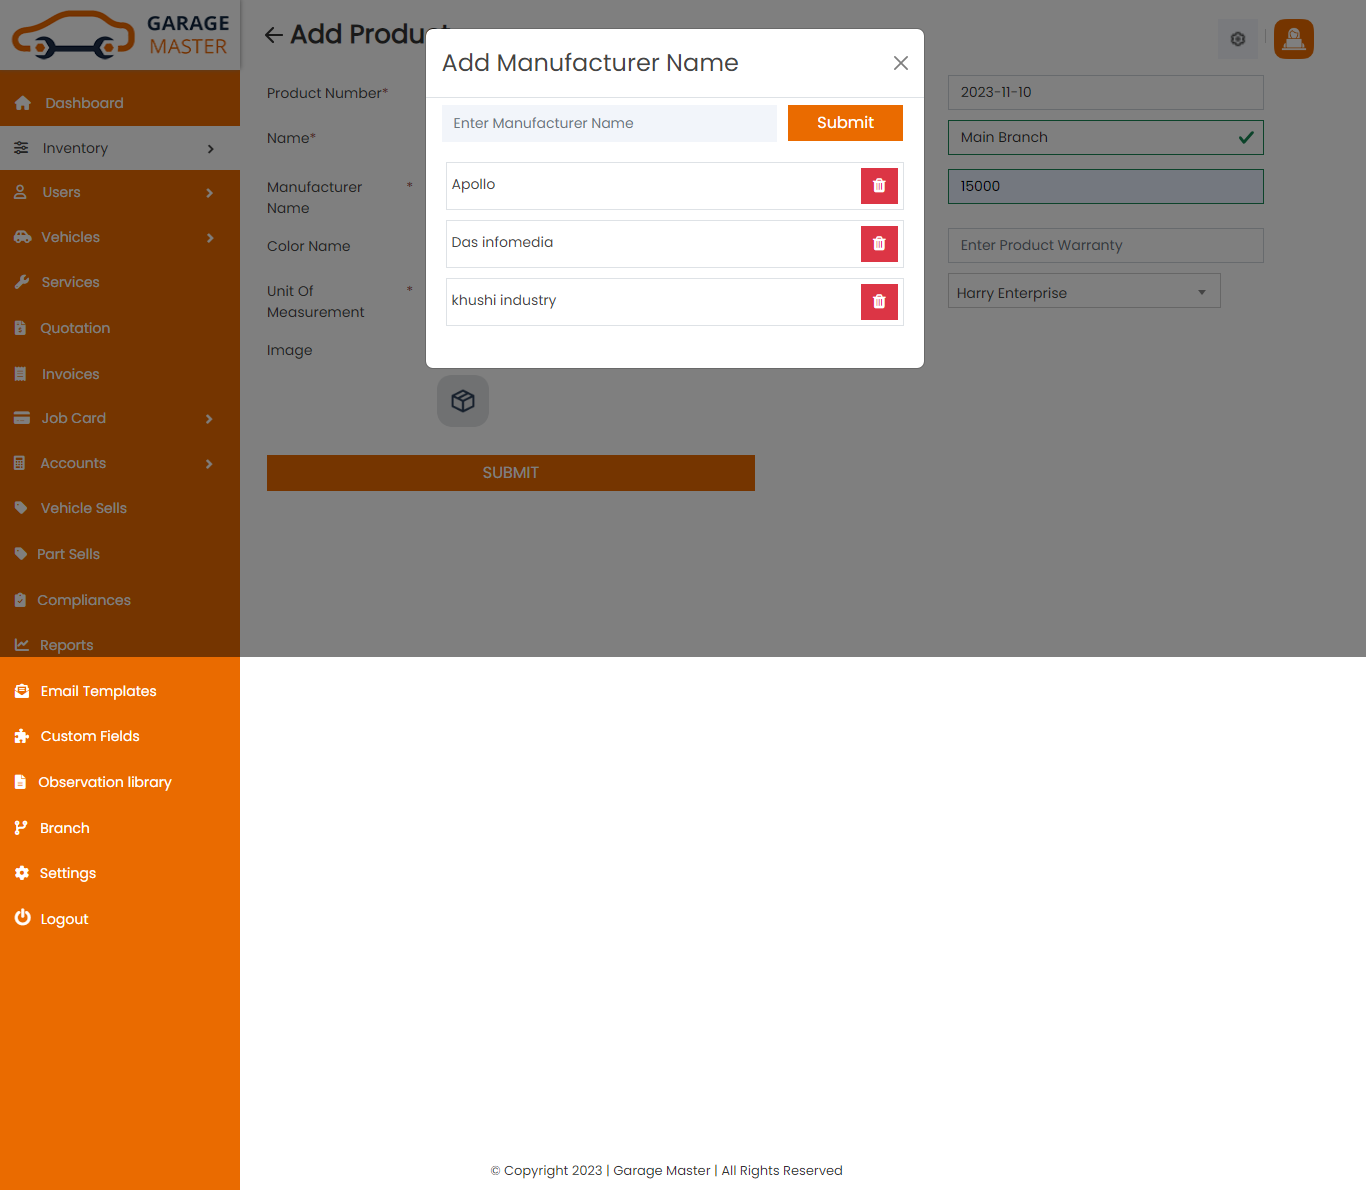 GARAGE
MASTER
Dashboard
Inventory
Users
Vehicles
Services
Quotation
Invoices
Job Card
Accounts
Vehicle Sells
Part Sells
Compliances
Reports
Email Templates
Custom Fields
Observation library
Branch
Settings
Logout
Add Product
Product Number*
Name*
Manufacturer *
Name
Color Name
Unit Of *
Measurement
Image
SUBMIT
Add Manufacturer Name
Enter Manufacturer Name
Submit
Apollo
Das infomedia
khushi industry
2023-11-10
Main Branch
15000
Enter Product Warranty
Harry Enterprise
© Copyright 2023 | Garage Master | All Rights Reserved